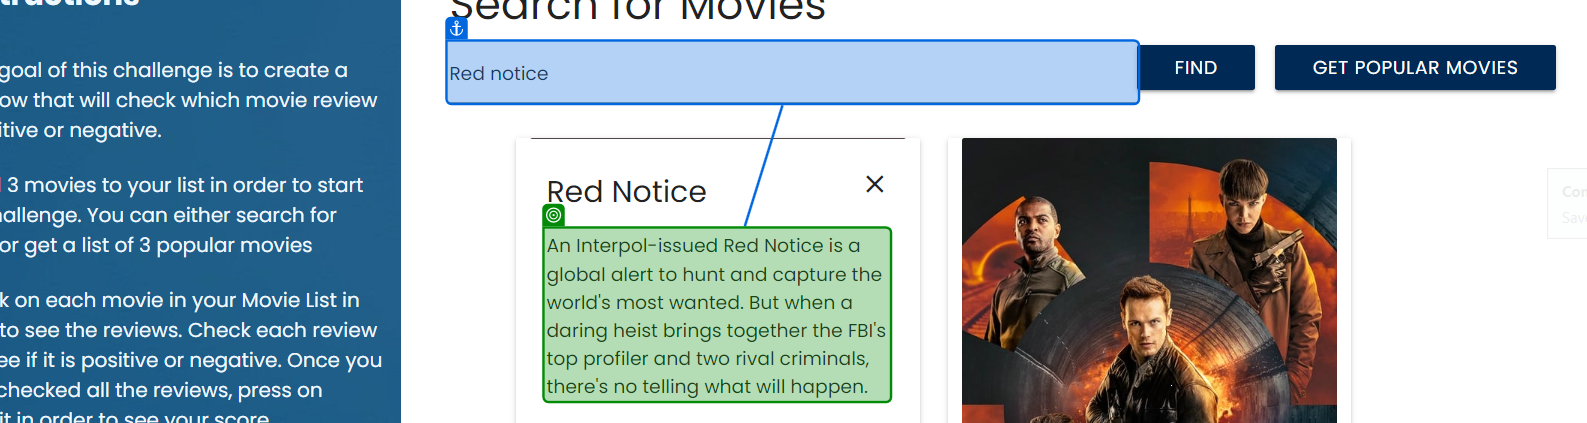 Search for Movies
goal of this challenge is to create a
ow that will check which movie review
itive or negative.
3 movies to your list in order to start
allenge. You can either search for
or get a list of 3 popular movies
k on each movie in your Movie List in
to see the reviews. Check each review
ee if it is positive or negative. Once you
checked all the reviews, press on
it in order to see your score
Red notice
FIND
GET POPULAR MOVIES
Red Notice
An Interpol-issued Red Notice is a
global alert to hunt and capture the
world's most wanted. But when a
daring heist brings together the FBI's
top profiler and two rival criminals,
there's no telling what will happen.